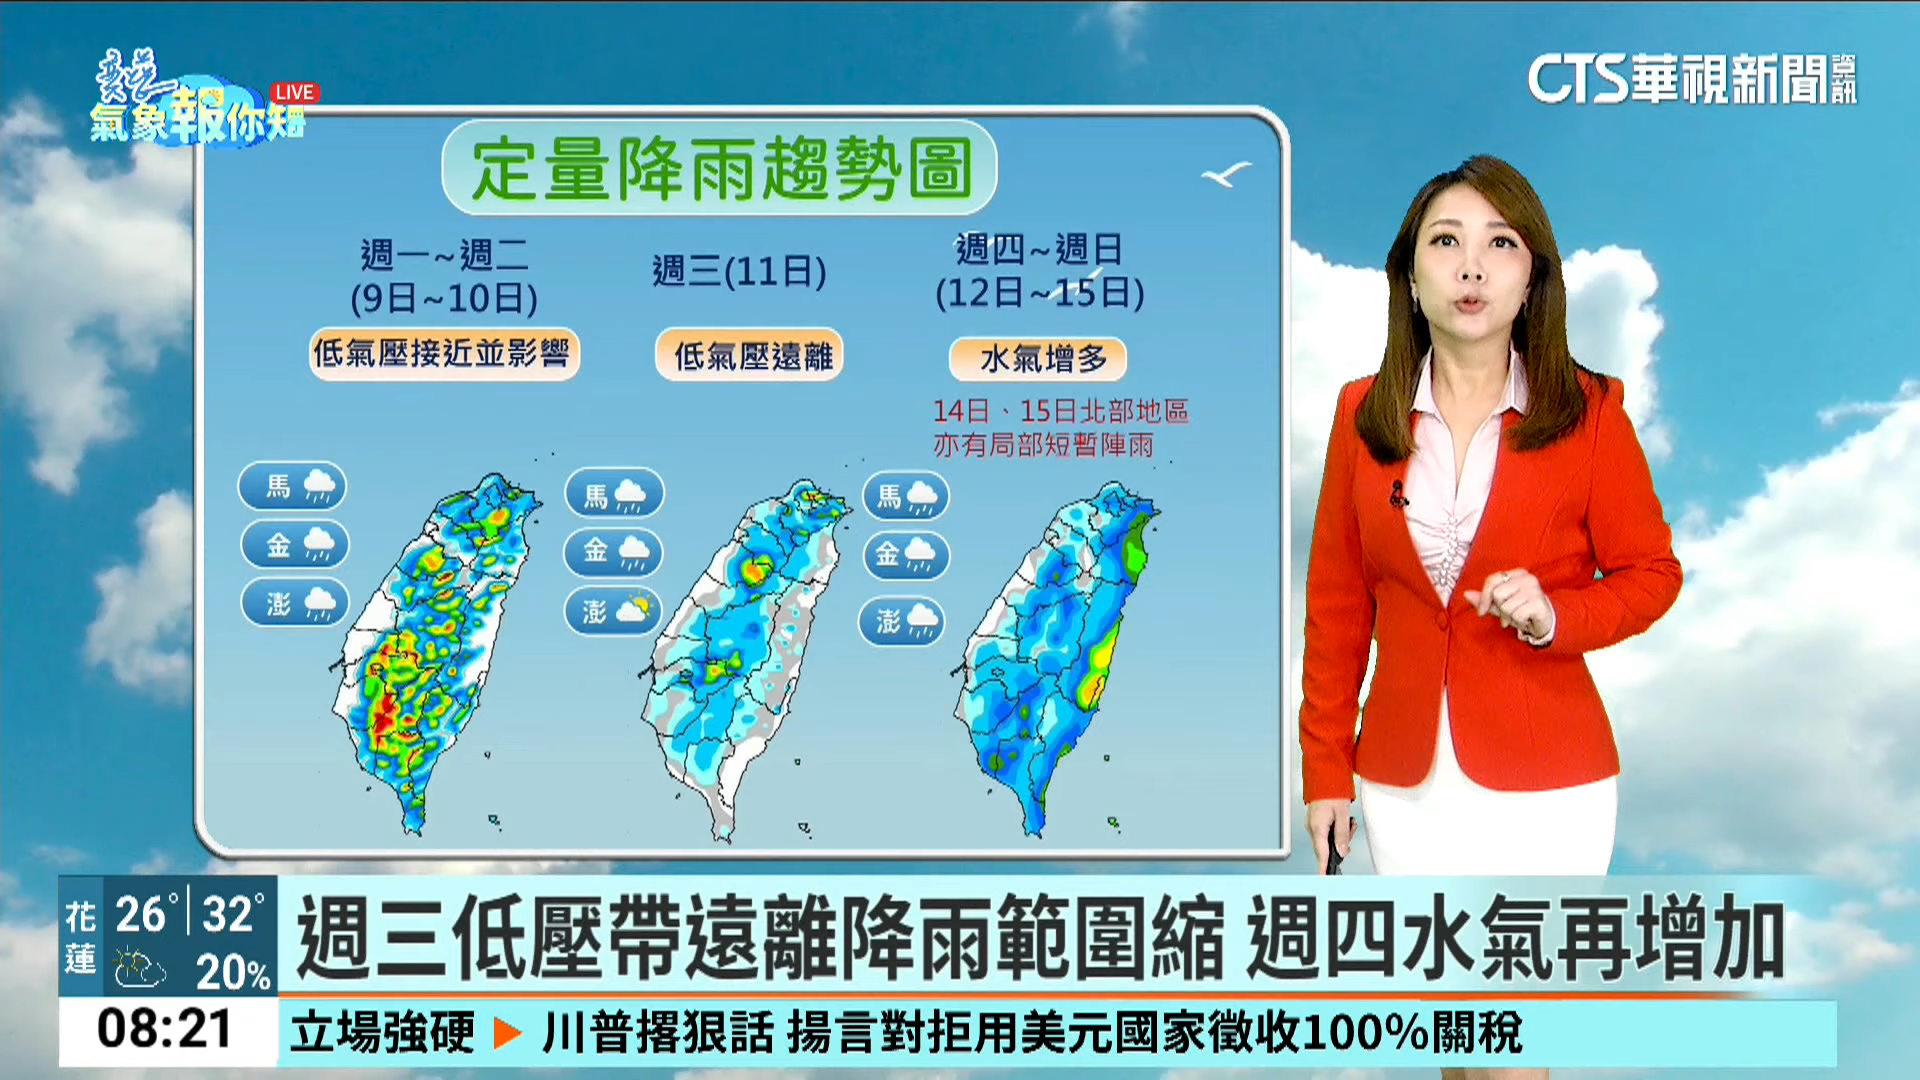 氣象報你知
LIVE
CTS華視新聞資訊
定量降雨趨勢圖
週一~週二
(9日~10日)
低氣壓接近並影響
週三(11日)
低氣壓遠離
週四~週日
(12日~15日)
水氣增多
14日、15日北部地區
亦有局部短暫陣雨
馬
金
澎
馬
金
澎
馬
金
澎
花蓮
26° 32°
20%
週三低壓帶遠離降雨範圍縮 週四水氣再增加
08:21
立場強硬 ▶ 川普撂狠話 揚言對拒用美元國家徵收100%關稅